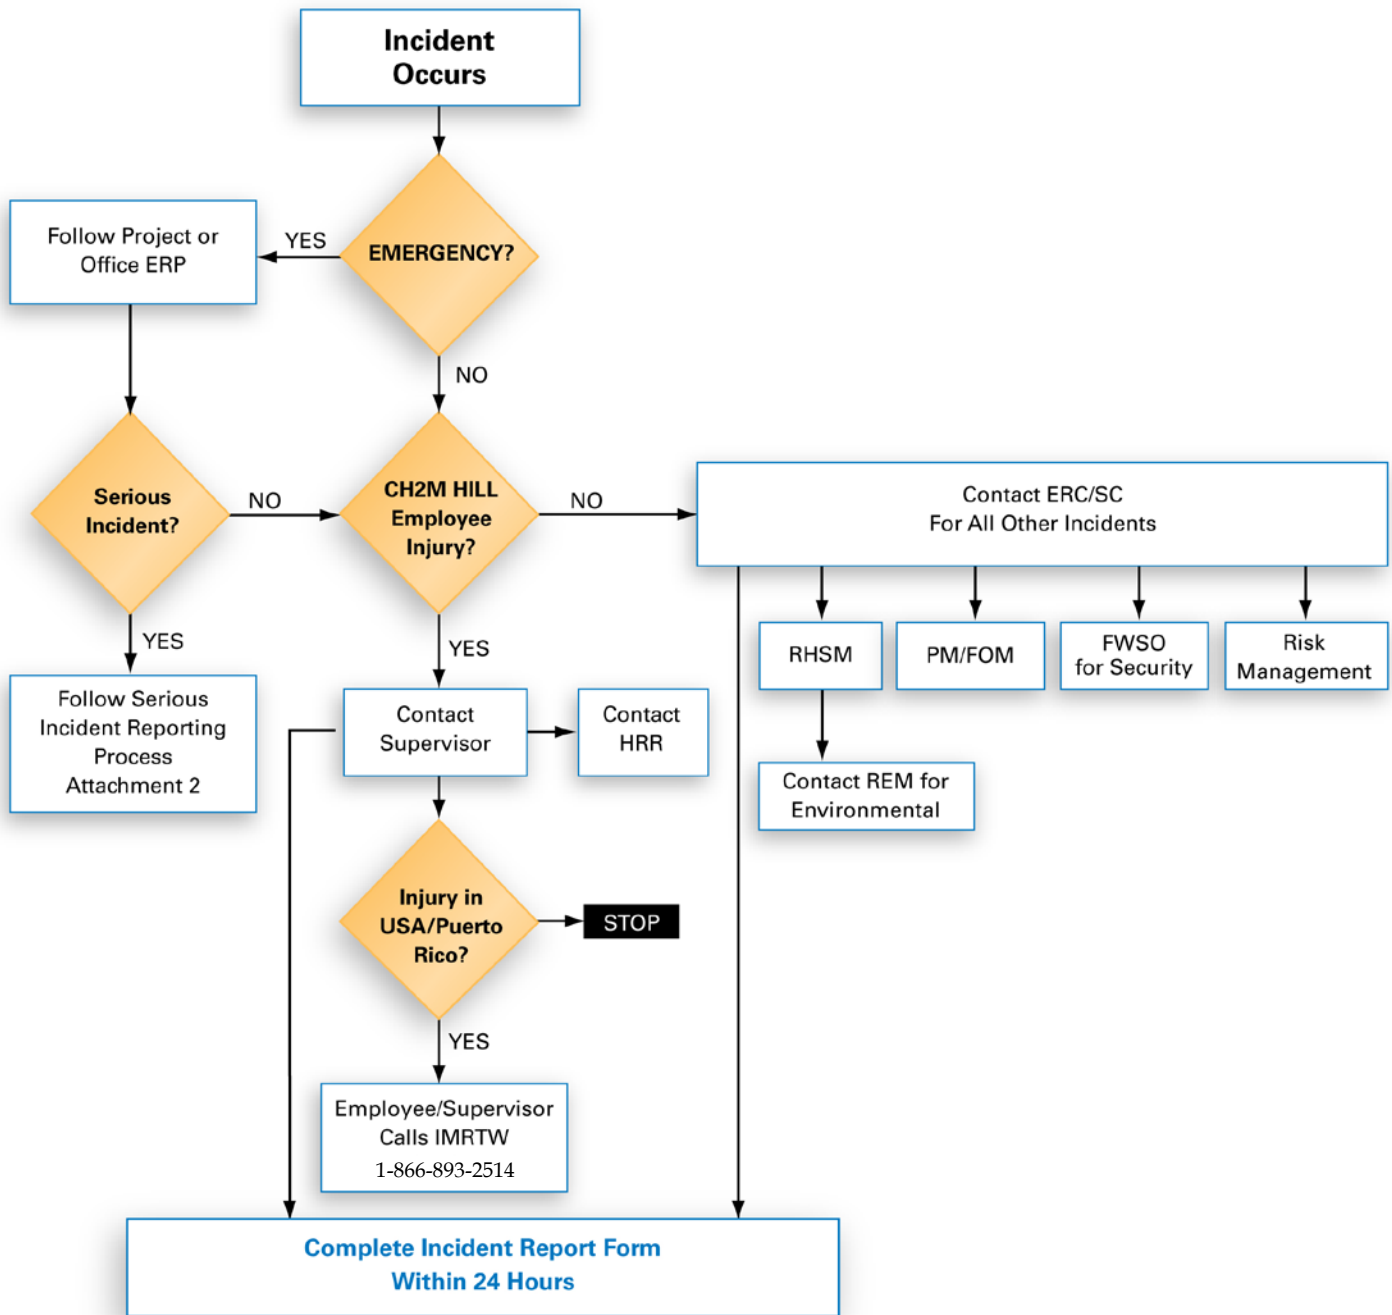 Incident
Occurs
EMERGENCY?
YES
Follow Project or
Office ERP
NO
Serious
Incident?
NO
CH2M HILL
Employee
Injury?
NO
Contact ERC/SC
For All Other Incidents
YES
Follow Serious
Incident Reporting
Process
Attachment 2
YES
Contact
Supervisor
Contact
HRR
RHSM
PM/FOM
FWSO
for Security
Risk
Management
Contact REM for
Environmental
Injury in
USA/Puerto
Rico?
STOP
YES
Employee/Supervisor
Calls IMRTW
1-866-893-2514
Complete Incident Report Form
Within 24 Hours